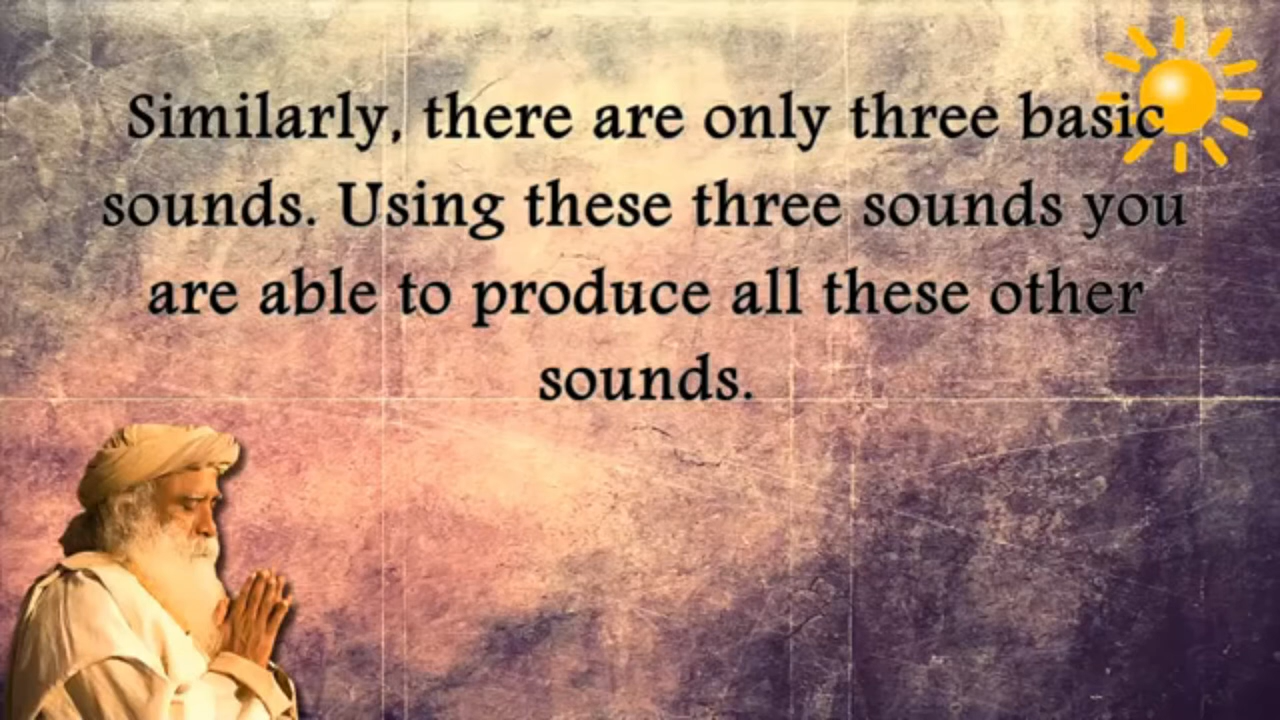 Similarly, there are only three basic
sounds. Using these three sounds you
are able to produce all these other
sounds.